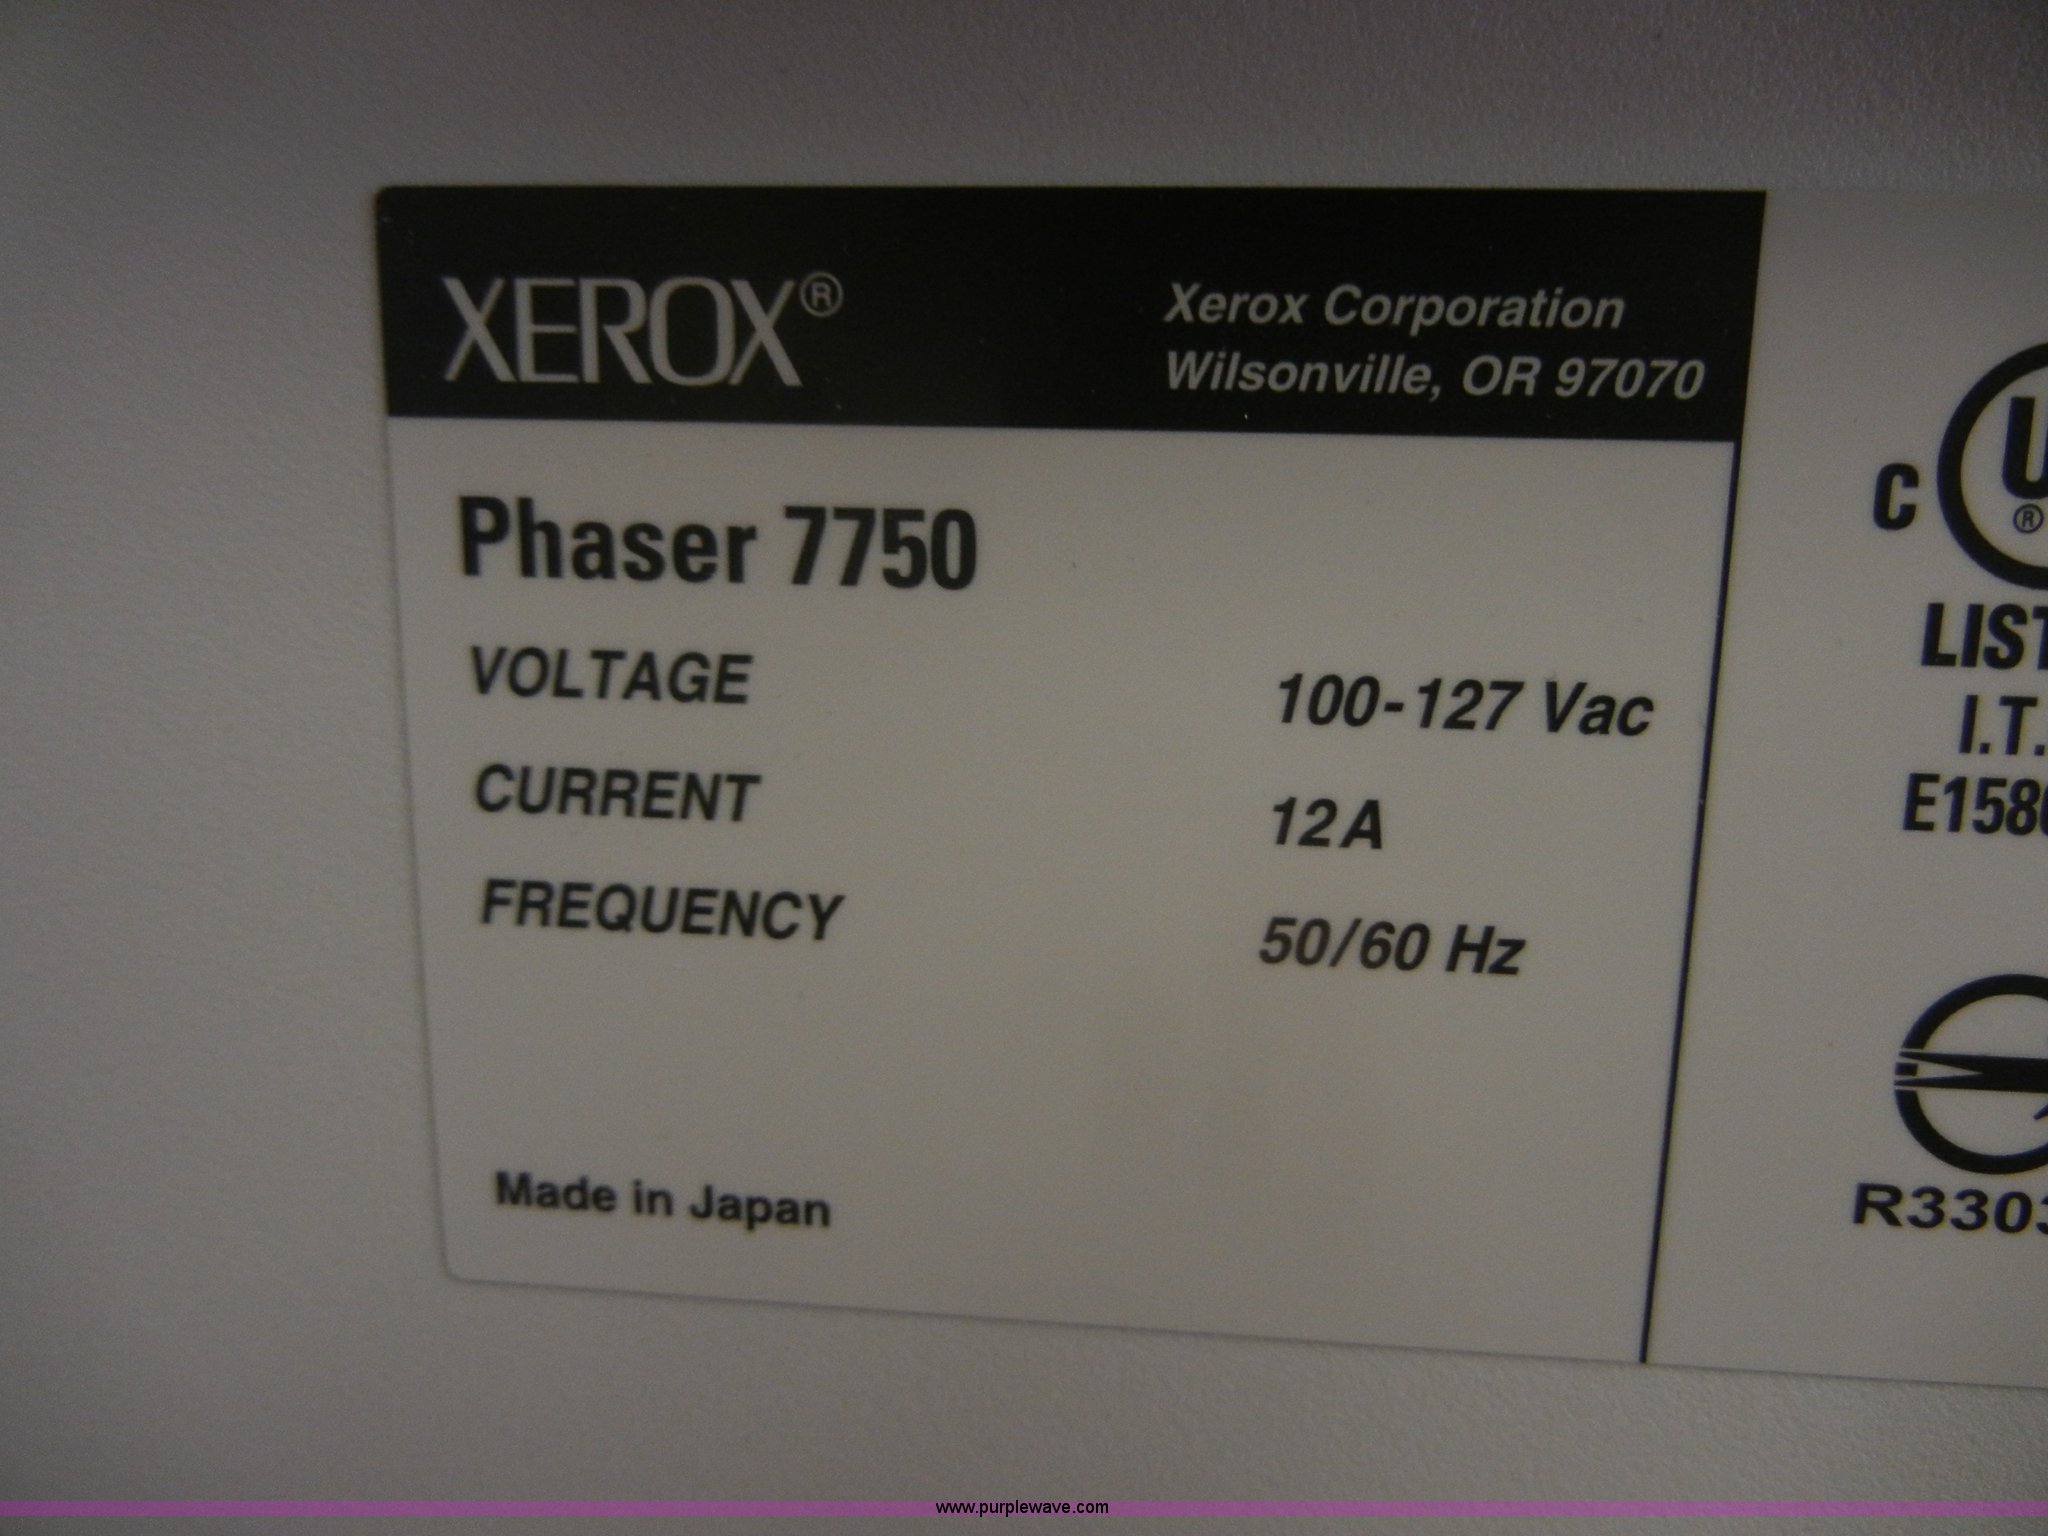 XEROX®
Xerox Corporation
Wilsonville, OR 97070
Phaser 7750
VOLTAGE 100-127 Vac
CURRENT 12A
FREQUENCY 50/60 Hz
Made in Japan
C U
®
LIST
I.T.
E158
R3303
www.purplewave.com